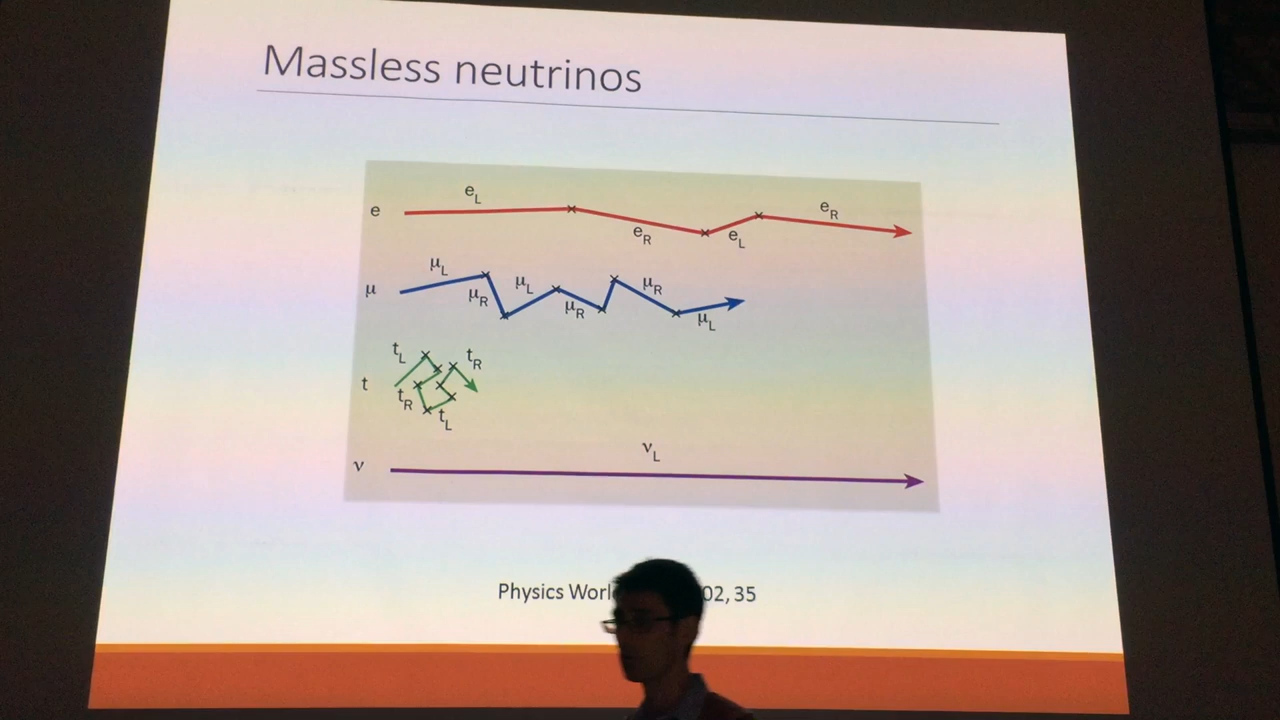 Massless neutrinos
e e_L e_R e_L e_R
μ μ_L μ_R μ_L μ_R μ_R μ_L
t t_L t_R t_L t_R
ν ν_L
Physics 02, 35